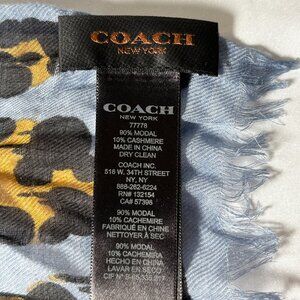 COACH
NEW YORK
COACH
NEW YORK
77778
90% MODAL
10% CASHMERE
MADE IN CHINA
DRY CLEAN
COACH INC.
516 W. 34TH STREET
NY, NY
888-262-6224
RN# 132154
CA# 57396
90% MODAL
10% CACHEMIRE
FABRIQUÉ EN CHINE
NETTOYER À SEC
90% MODAL
10% CACHEMIRA
HECHO EN CHINA
LAVAR EN SECO